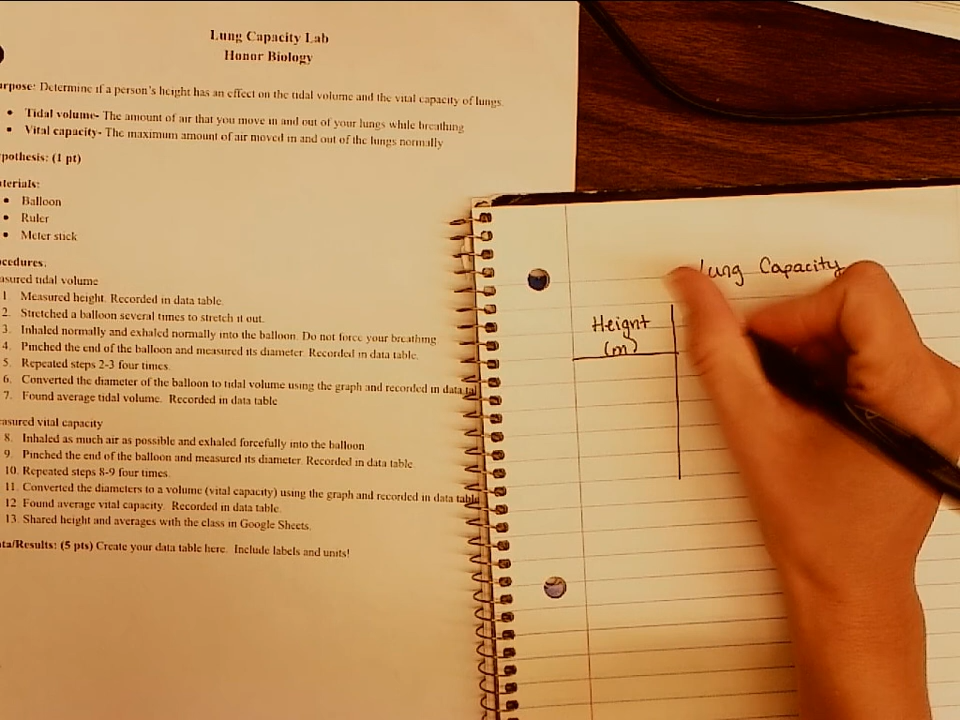 Lung Capacity Lab
Honor Biology
urpose: Determine if a person's height has an effect on the tidal volume and the vital capacity of lungs.
• Tidal volume- The amount of air that you move in and out of your lungs while breathing
• Vital capacity- The maximum amount of air moved in and out of the lungs normally
pothesis: (1 pt)
terials:
• Balloon
• Ruler
• Meter stick
cedures:
asured tidal volume
1. Measured height. Recorded in data table.
2. Stretched a balloon several times to stretch it out.
3. Inhaled normally and exhaled normally into the balloon. Do not force your breathing
4. Pinched the end of the balloon and measured its diameter. Recorded in data table.
5. Repeated steps 2-3 four times.
6. Converted the diameter of the balloon to tidal volume using the graph and recorded in data tal
7. Found average tidal volume. Recorded in data table
asured vital capacity
8. Inhaled as much air as possible and exhaled forcefully into the balloon
9. Pinched the end of the balloon and measured its diameter. Recorded in data table.
10. Repeated steps 8-9 four times.
11. Converted the diameters to a volume (vital capacity) using the graph and recorded in data table
12. Found average vital capacity. Recorded in data table.
13. Shared height and averages with the class in Google Sheets.
ata/Results: (5 pts) Create your data table here. Include labels and units!
Lung Capacity
Height
(m)